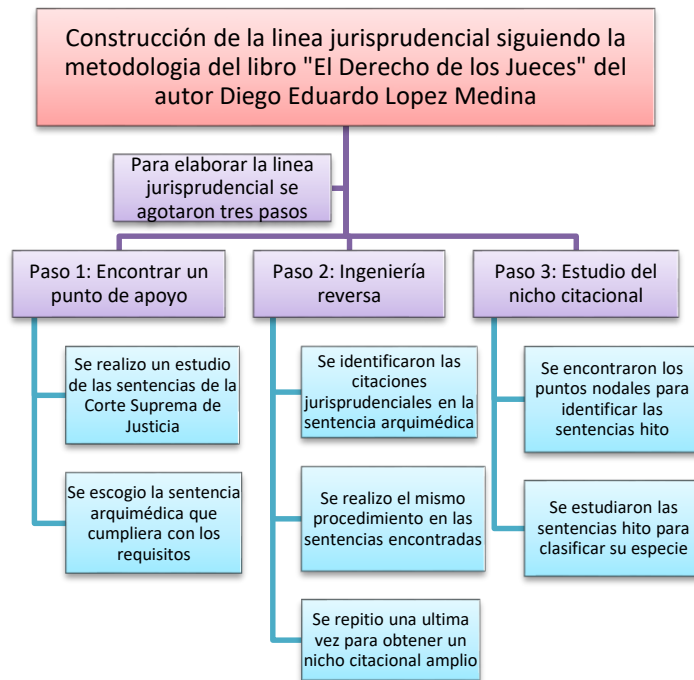 Construcción de la linea jurisprudencial siguiendo la
metodologia del libro "El Derecho de los Jueces" del
autor Diego Eduardo Lopez Medina
Para elaborar la linea
jurisprudencial se
agotaron tres pasos
Paso 1: Encontrar un
punto de apoyo
Se realizo un estudio
de las sentencias de la
Corte Suprema de
Justicia
Se escogio la sentencia
arquimédica que
cumpliera con los
requisitos
Paso 2: Ingeniería
reversa
Se identificaron las
citaciones
jurisprudenciales en la
sentencia arquimédica
Se realizo el mismo
procedimiento en las
sentencias encontradas
Se repitio una ultima
vez para obtener un
nicho citacional amplio
Paso 3: Estudio del
nicho citacional
Se encontraron los
puntos nodales para
identificar las
sentencias hito
Se estudiaron las
sentencias hito para
clasificar su especie